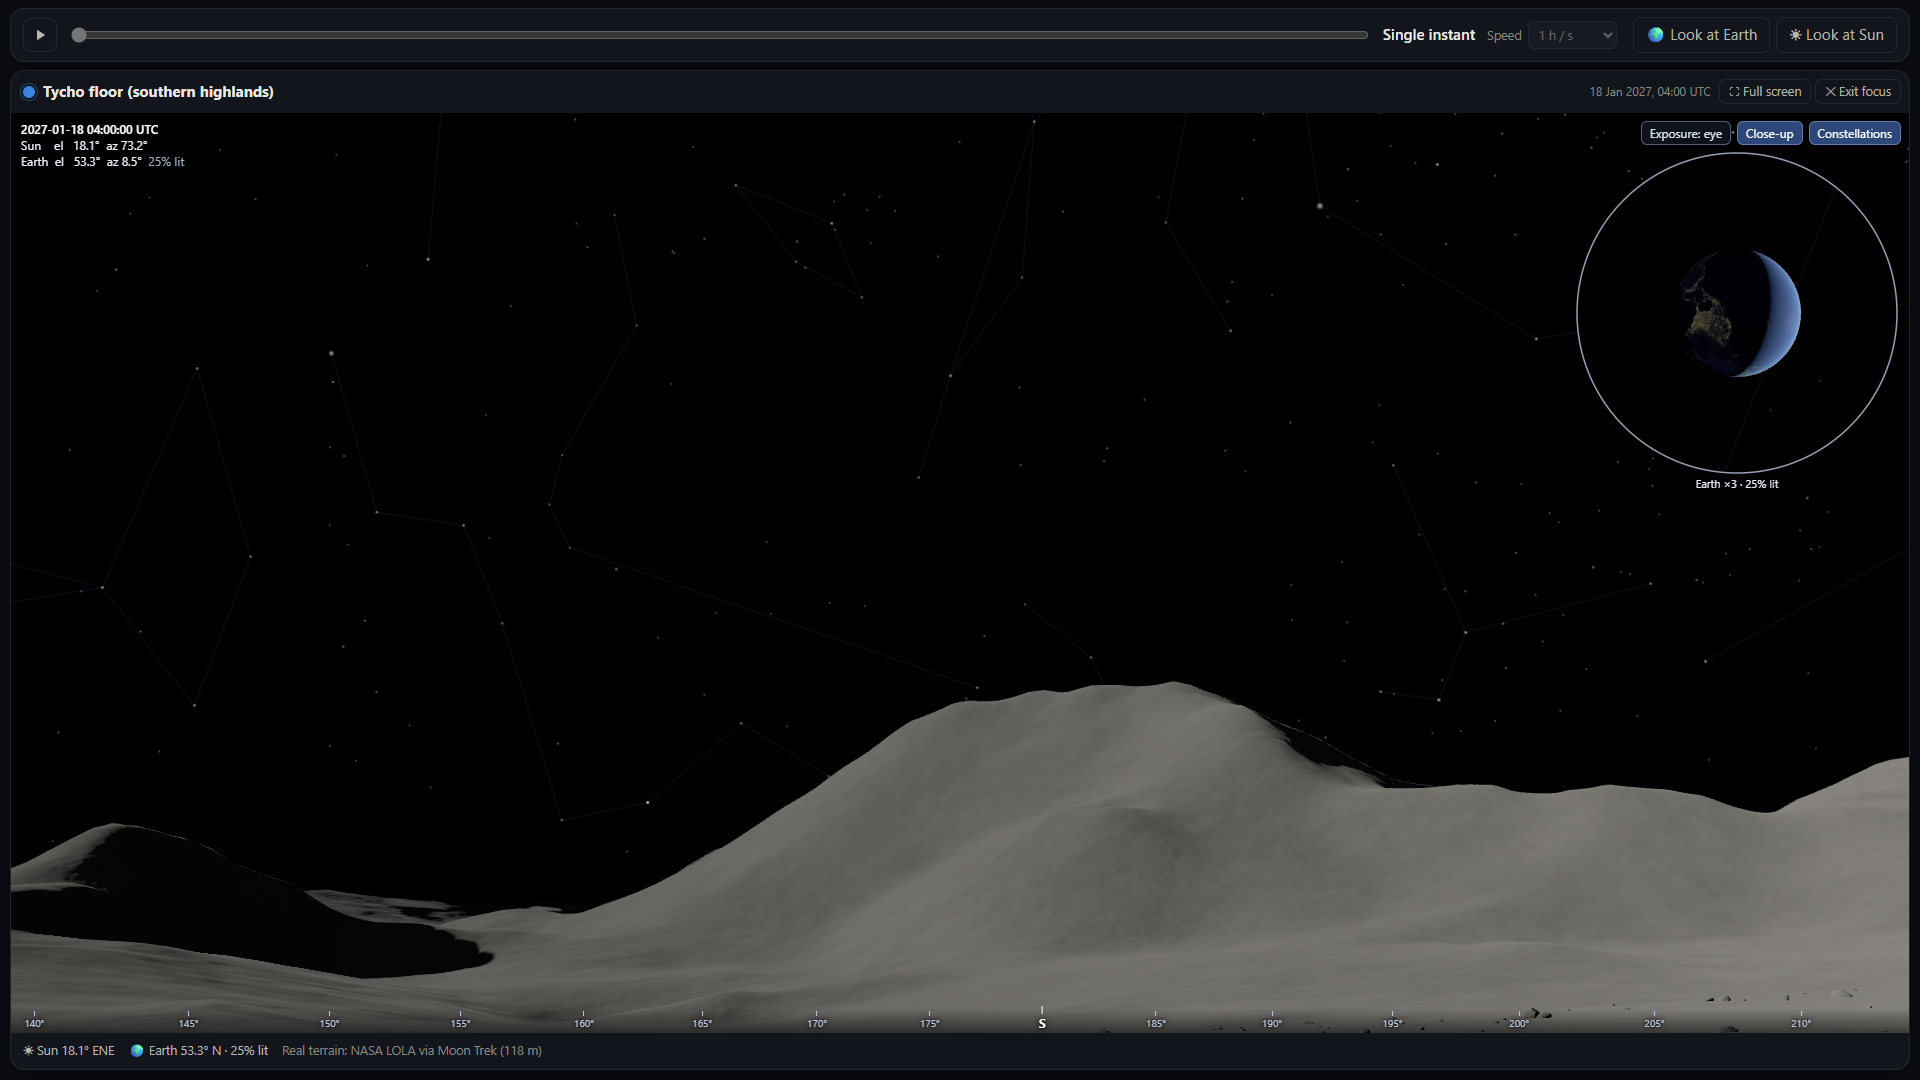 Single instant Speed 1 h / s Look at Earth Look at Sun
Tycho floor (southern highlands) 18 Jan 2027, 04:00 UTC Full screen Exit focus
2027-01-18 04:00:00 UTC
Sun el 18.1° az 73.2°
Earth el 53.3° az 8.5° 25% lit
Exposure: eye Close-up Constellations
Earth ×3 · 25% lit
140° 145° 150° 155° 160° 165° 170° 175° S 185° 190° 195° 200° 205° 210°
Sun 18.1° ENE Earth 53.3° N · 25% lit Real terrain: NASA LOLA via Moon Trek (118 m)